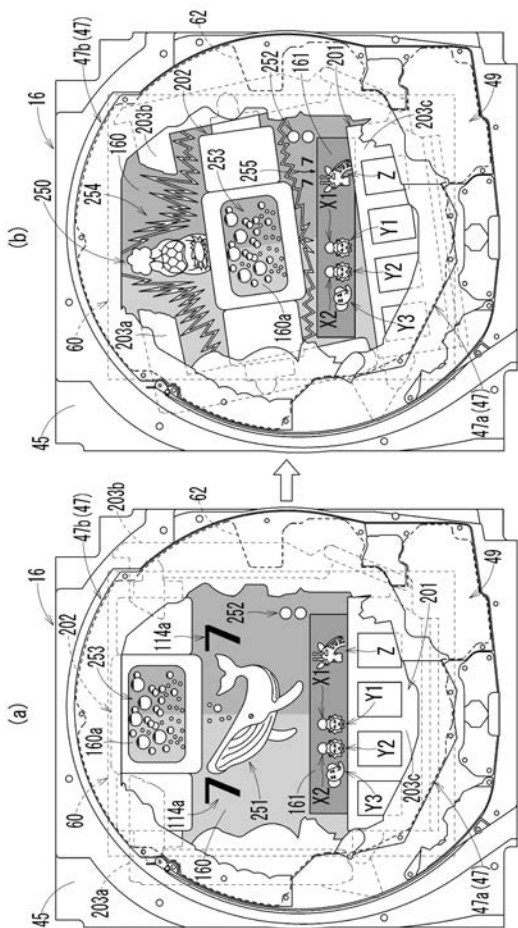 (a)
16
47b (47)
203b
202
62
253
60
160a
45
203a
114a
7
114a
7
252
251
160
161
X1
X2
Z
Y1
Y2
Y3
201
203c
49
47a (47)
(b)
16
47b (47)
62
250
160
203b
254
202
253
252
60
255
161
201
45
203a
160a
7↓7
X1
X2
Z
Y1
Y2
Y3
203c
49
47a (47)